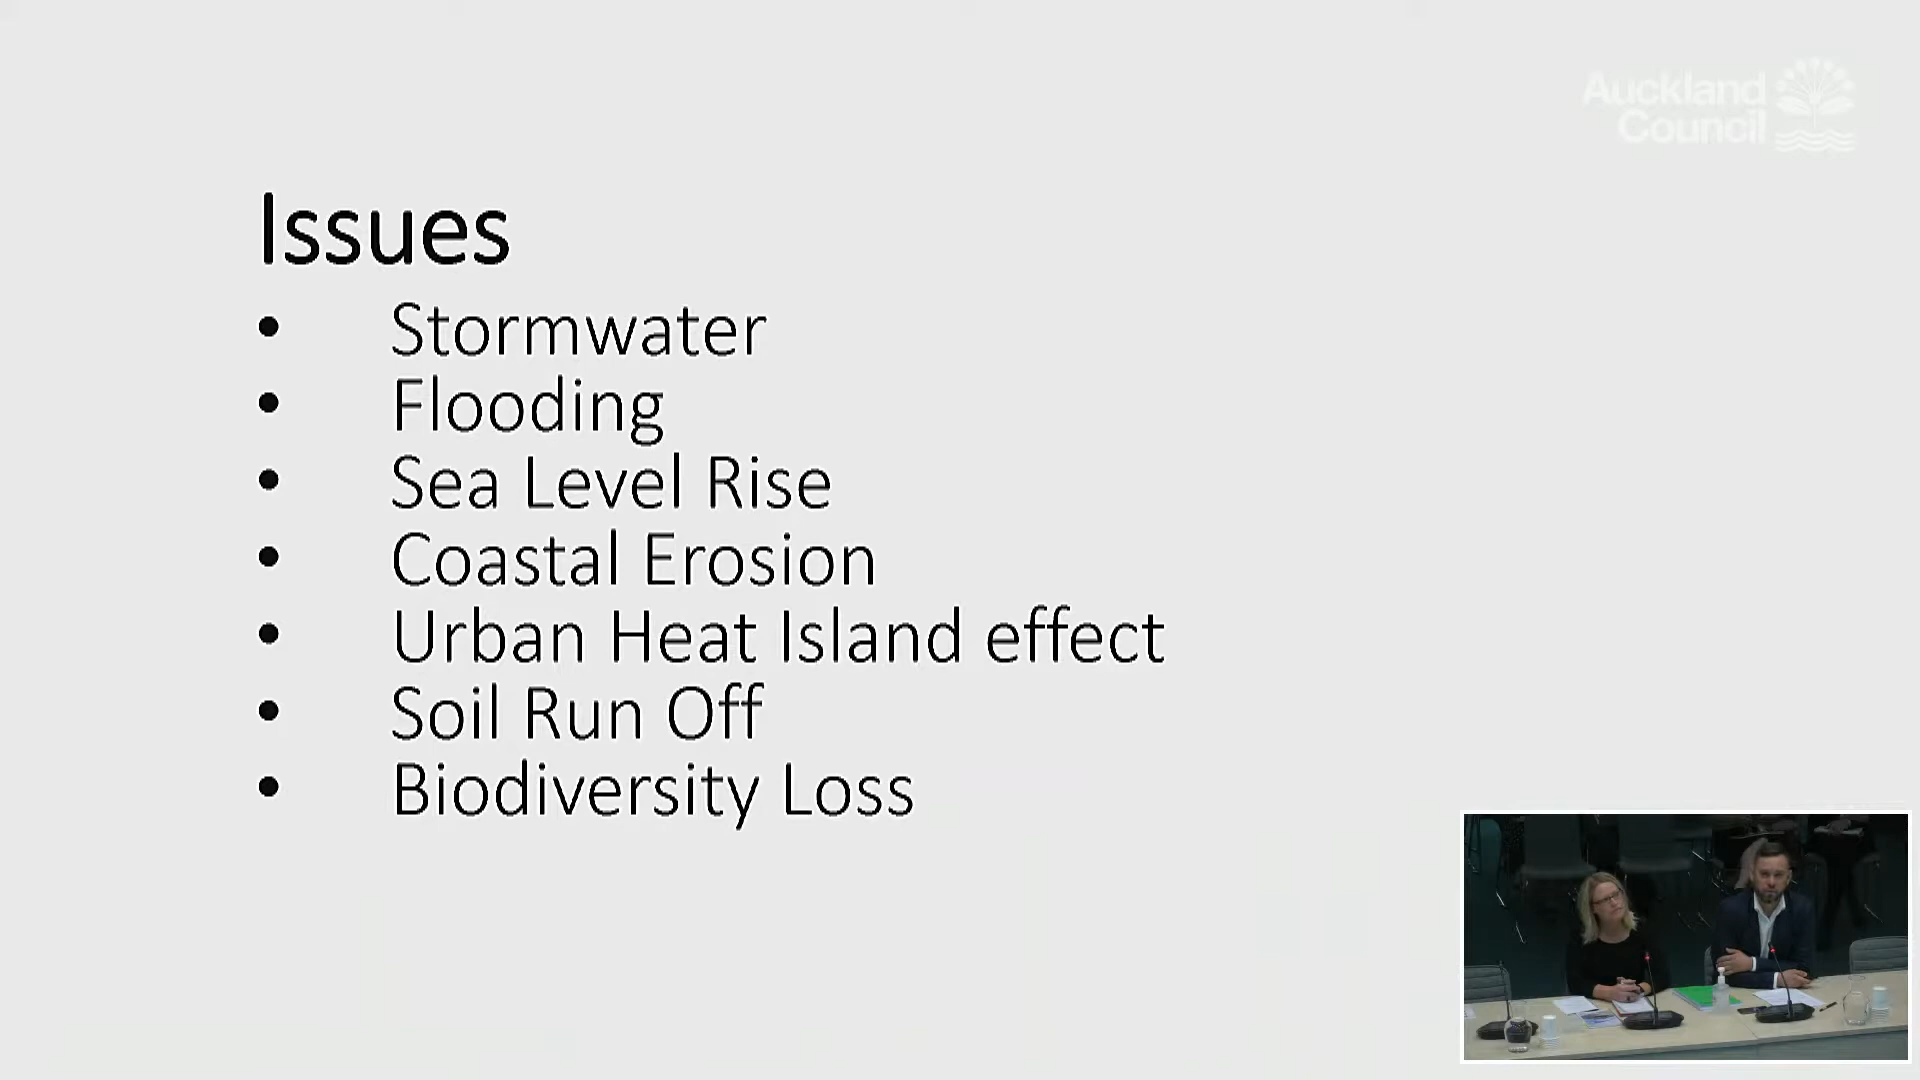 Auckland
Council
Issues
• Stormwater
• Flooding
• Sea Level Rise
• Coastal Erosion
• Urban Heat Island effect
• Soil Run Off
• Biodiversity Loss